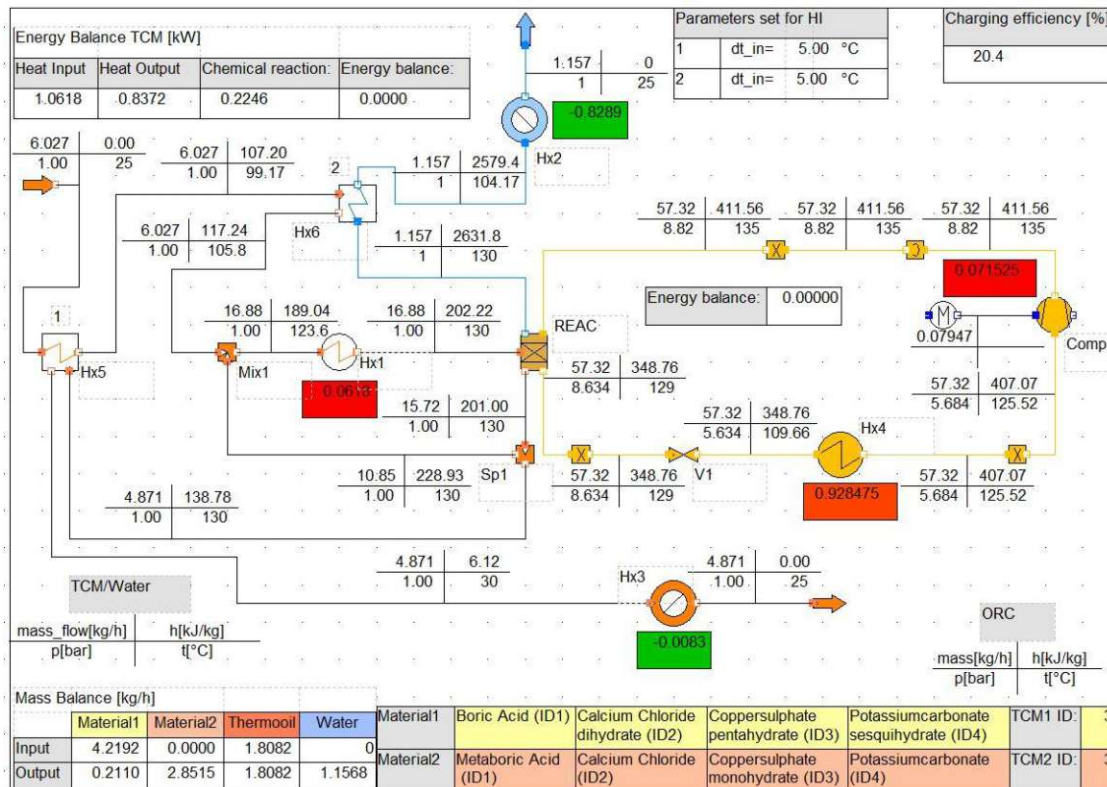 Energy Balance TCM [kW]
Heat Input Heat Output Chemical reaction: Energy balance:
1.0618 0.8372 0.2246 0.0000
Parameters set for HI
1 dt_in= 5.00 °C
2 dt_in= 5.00 °C
Charging efficiency [%]
20.4
1.157 0
1 25
-0.8289
Hx2
6.027 0.00
1.00 25
6.027 107.20
1.00 99.17
2
1.157 2579.4
1 104.17
Hx6
6.027 117.24
1.00 105.8
1.157 2631.8
1 130
57.32 411.56
8.82 135
57.32 411.56
8.82 135
57.32 411.56
8.82 135
0.071525
Energy balance: 0.00000
M
0.07947
Comp
1
Hx5
16.88 189.04
1.00 123.6
16.88 202.22
1.00 130
Mix1
Hx1
0.0613
REAC
57.32 348.76
8.634 129
57.32 407.07
5.684 125.52
15.72 201.00
1.00 130
57.32 348.76
5.634 109.66
Hx4
10.85 228.93
1.00 130
Sp1
57.32 348.76
8.634 129
V1
0.928475
57.32 407.07
5.684 125.52
4.871 138.78
1.00 130
4.871 6.12
1.00 30
Hx3
4.871 0.00
1.00 25
-0.0083
TCM/Water
mass_flow[kg/h] h[kJ/kg]
p[bar] t[°C]
ORC
mass[kg/h] h[kJ/kg]
p[bar] t[°C]
Mass Balance [kg/h]
Material1 Material2 Thermooil Water
Input 4.2192 0.0000 1.8082 0
Output 0.2110 2.8515 1.8082 1.1568
Material1 Boric Acid (ID1) Calcium Chloride dihydrate (ID2) Coppersulphate pentahydrate (ID3) Potassiumcarbonate sesquihydrate (ID4) TCM1 ID:
Material2 Metaboric Acid (ID1) Calcium Chloride (ID2) Coppersulphate monohydrate (ID3) Potassiumcarbonate (ID4) TCM2 ID: